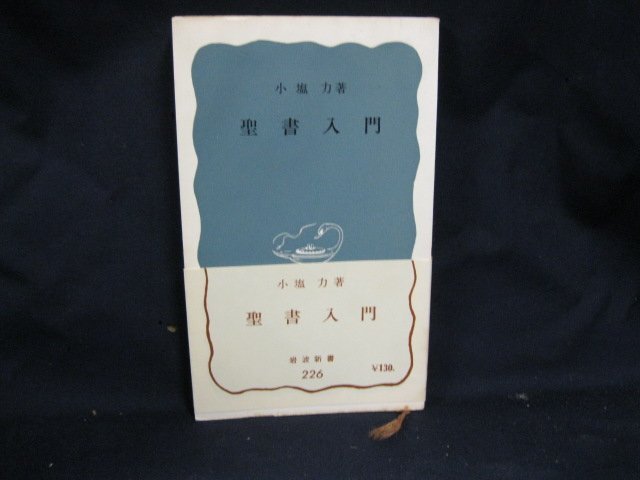 小塩 力著
聖書入門
小塩 力著
聖書入門
岩波新書
226
¥130.